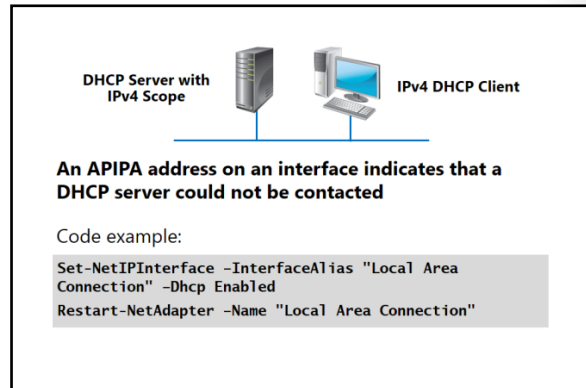 DHCP Server with
IPv4 Scope
IPv4 DHCP Client
An APIPA address on an interface indicates that a
DHCP server could not be contacted
Code example:
Set-NetIPInterface –InterfaceAlias "Local Area
Connection" –Dhcp Enabled
Restart-NetAdapter –Name "Local Area Connection"